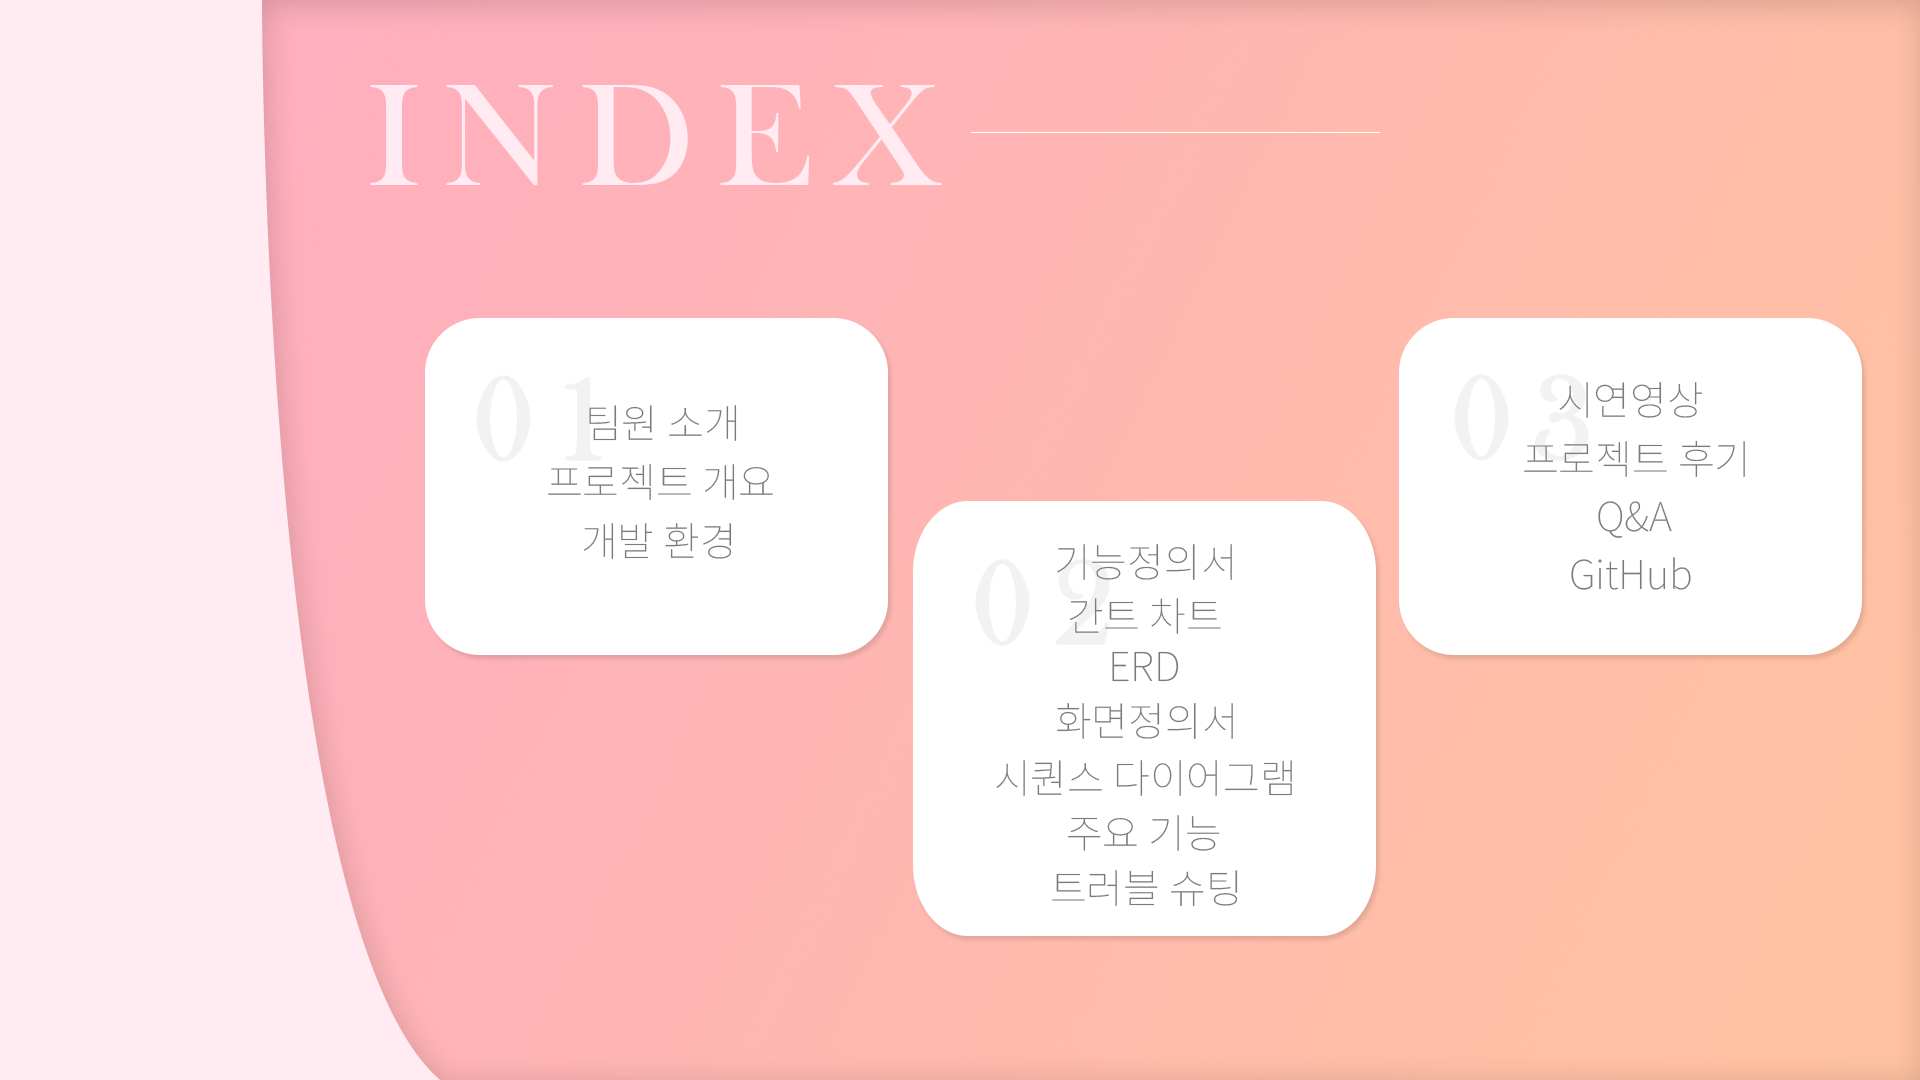 INDEX
01
팀원 소개
프로젝트 개요
개발 환경
02
기능정의서
간트 차트
ERD
화면정의서
시퀀스 다이어그램
주요 기능
트러블 슈팅
03
시연영상
프로젝트 후기
Q&A
GitHub